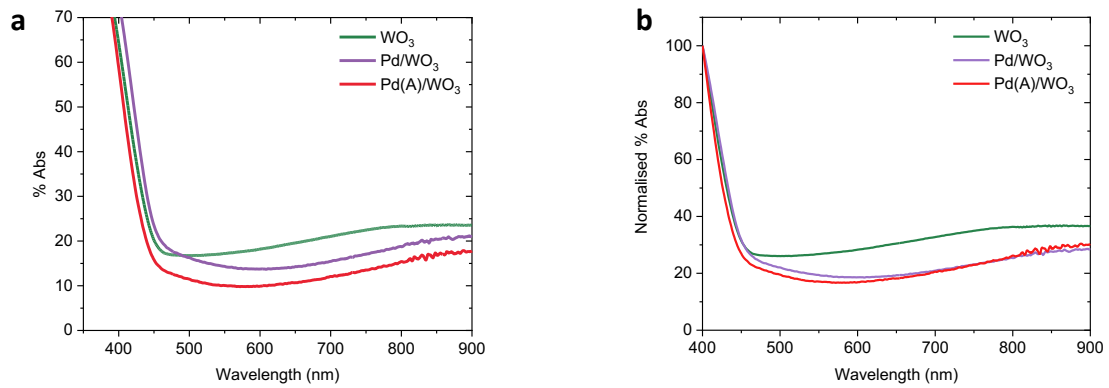 a
70
60
50
40
30
20
10
0
% Abs
400 500 600 700 800 900
Wavelength (nm)
WO₃
Pd/WO₃
Pd(A)/WO₃
b
100
80
60
40
20
0
Normalised % Abs
400 500 600 700 800 900
Wavelength (nm)
WO₃
Pd/WO₃
Pd(A)/WO₃